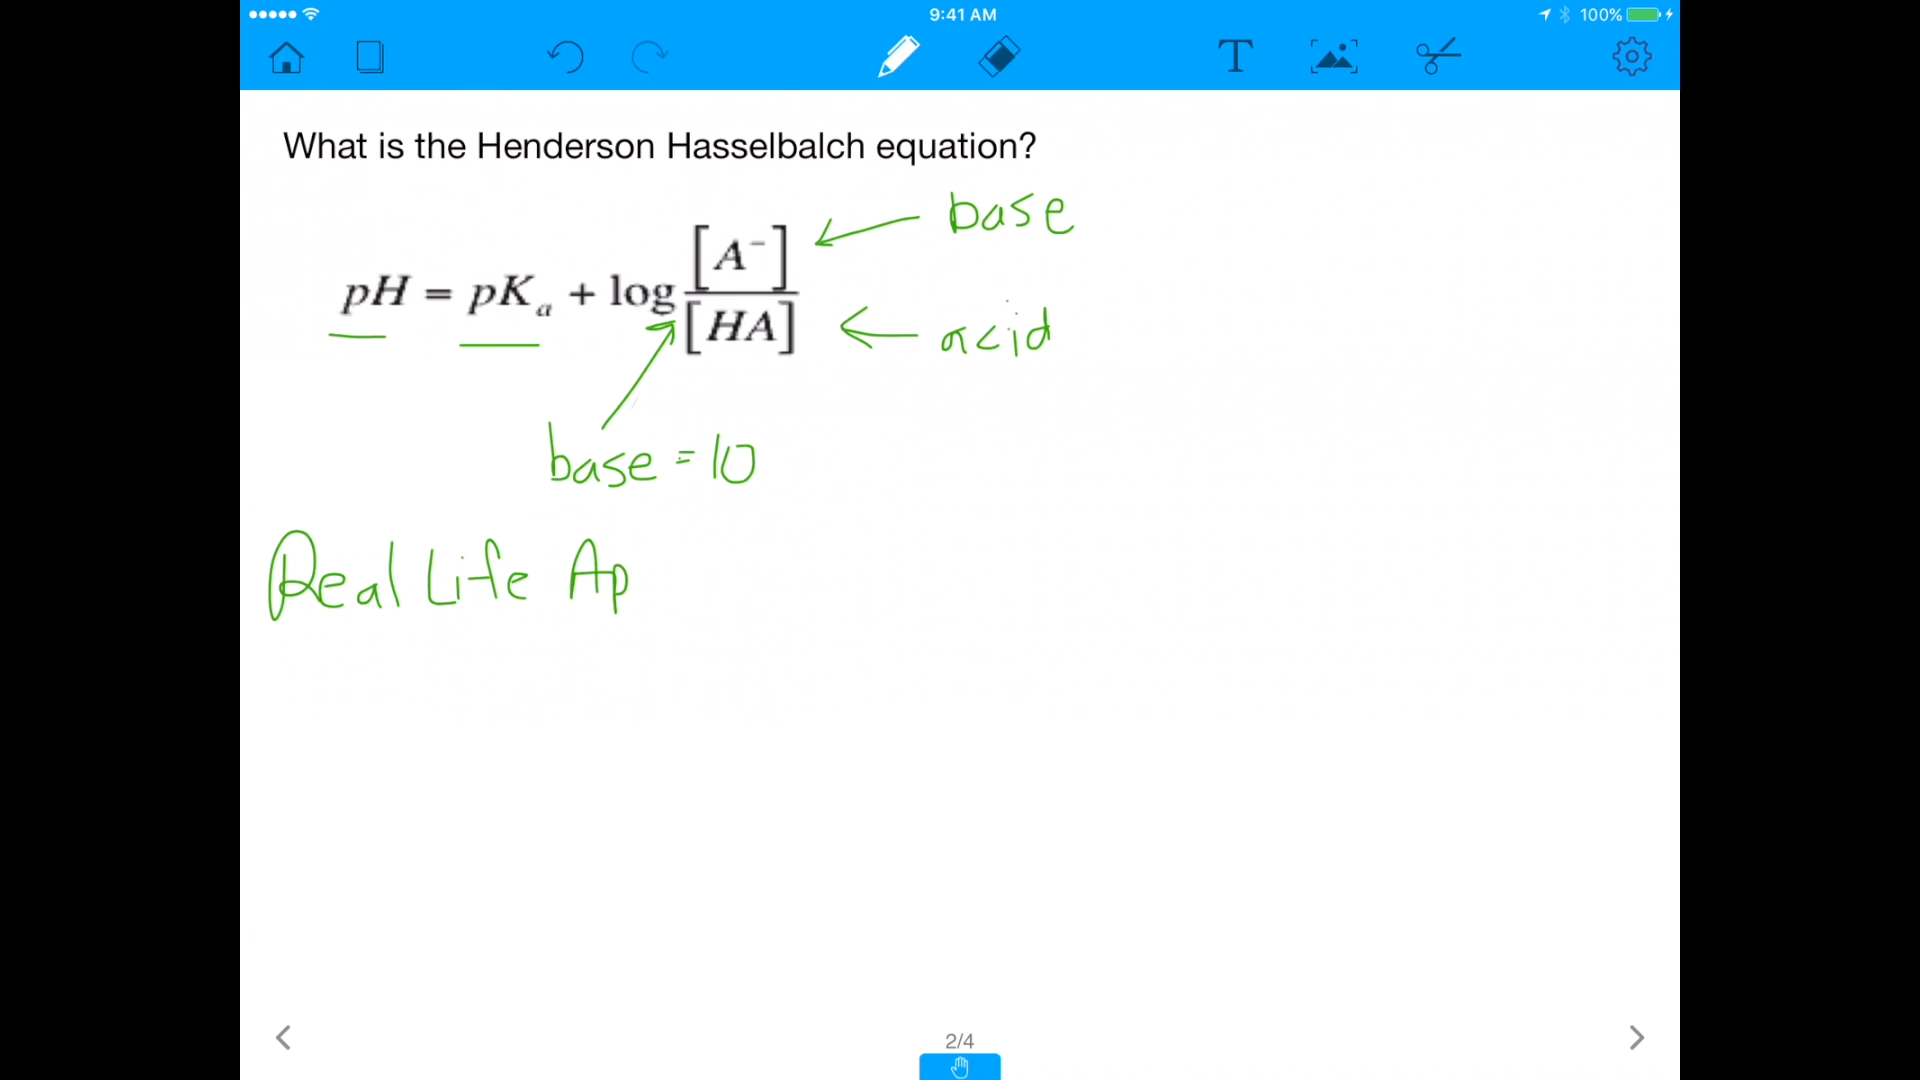 9:41 AM
100%
T
What is the Henderson Hasselbalch equation?
base
pH = pKa + log [A⁻] / [HA]
acid
base = 10
Real Life Ap
2/4